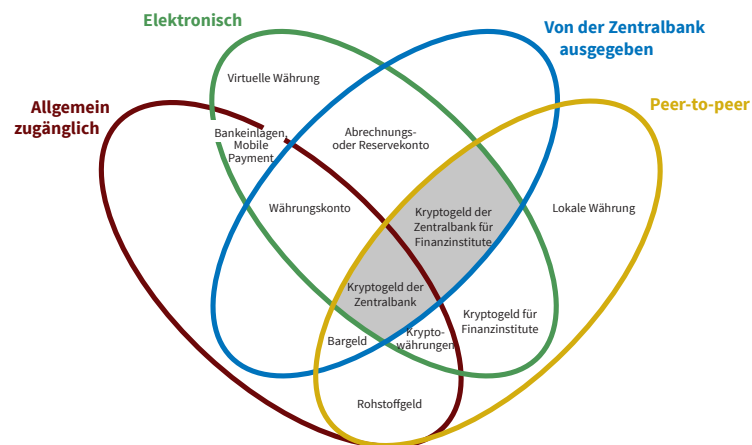 Elektronisch
Von der Zentralbank
ausgegeben
Allgemein
zugänglich
Peer-to-peer
Virtuelle Währung
Bankeinlagen,
Mobile
Payment
Abrechnungs-
oder Reservekonto
Währungskonto
Kryptogeld der
Zentralbank für
Finanzinstitute
Lokale Währung
Kryptogeld der
Zentralbank
Kryptogeld für
Finanzinstitute
Bargeld
Krypto-
währungen
Rohstoffgeld